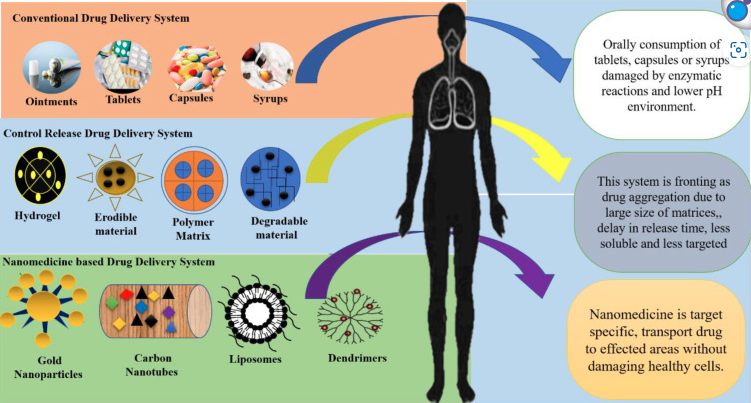 Conventional Drug Delivery System
Ointments
Tablets
Capsules
Syrups
Orally consumption of
tablets, capsules or syrups
damaged by enzymatic
reactions and lower pH
environment.
Control Release Drug Delivery System
Hydrogel
Erodible
material
Polymer
Matrix
Degradable
material
This system is fronting as
drug aggregation due to
large size of matrices,,
delay in release time, less
soluble and less targeted
Nanomedicine based Drug Delivery System
Gold
Nanoparticles
Carbon
Nanotubes
Liposomes
Dendrimers
Nanomedicine is target
specific, transport drug
to effected areas without
damaging healthy cells.